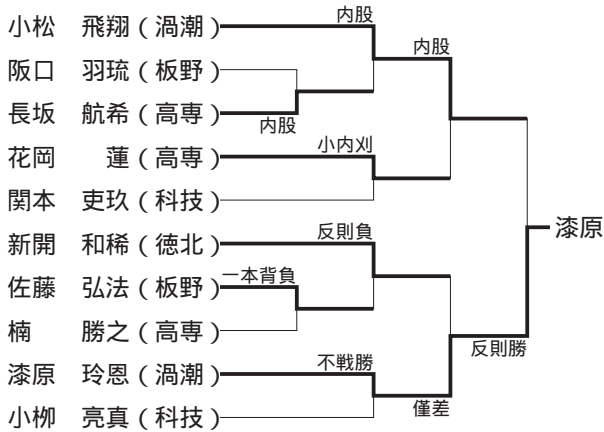 内股
小松 飛翔(渦潮)
内股
阪口 羽琉(板野)
長坂 航希(高専)
内股
小内刈
花岡 蓮(高専)
関本 吏玖(科技)
漆原
反則負
新開 和稀(徳北)
一本背負
佐藤 弘法(板野)
楠 勝之(高専)
反則勝
不戦勝
漆原 玲恩(渦潮)
僅差
小栁 亮真(科技)